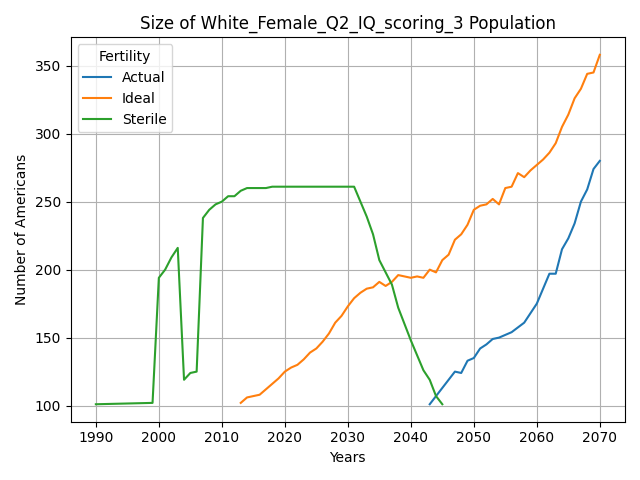 Size of White_Female_Q2_IQ_scoring_3 Population
Fertility
Actual
Ideal
Sterile
Number of Americans
350
300
250
200
150
100
1990
2000
2010
2020
2030
2040
2050
2060
2070
Years